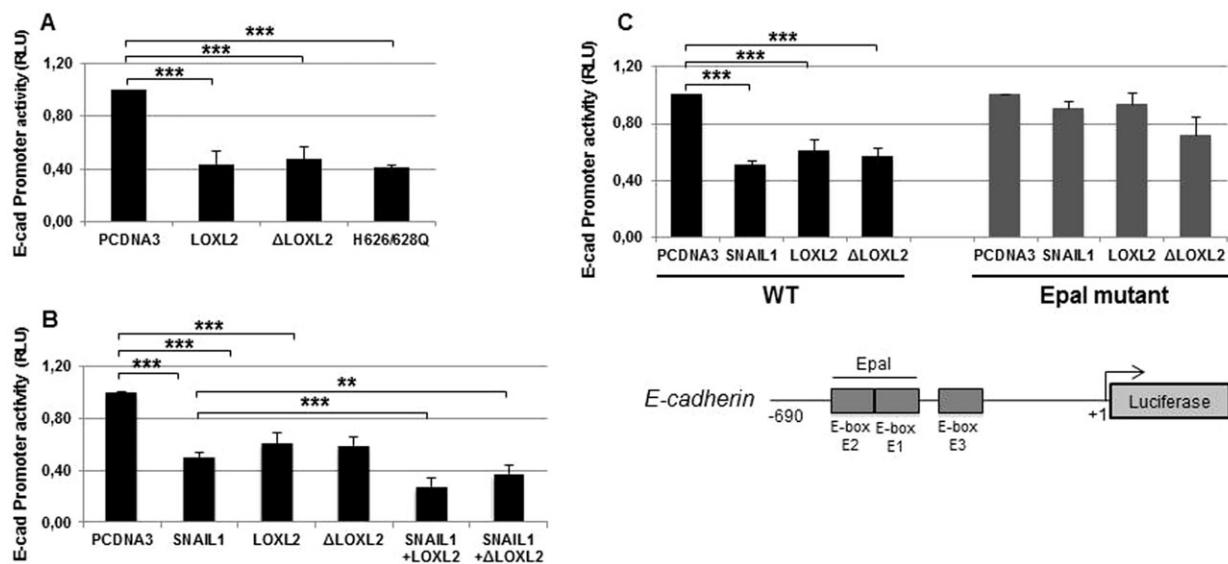 A
E-cad Promoter activity (RLU)
1,20
0,80
0,40
0,00
***
***
***
PCDNA3 LOXL2 ΔLOXL2 H626/628Q
B
E-cad Promoter activity (RLU)
1,20
0,80
0,40
0,00
***
***
***
**
***
PCDNA3 SNAIL1 LOXL2 ΔLOXL2 SNAIL1 SNAIL1
+LOXL2 +ΔLOXL2
C
E-cad Promoter activity (RLU)
1,20
0,80
0,40
0,00
***
***
***
PCDNA3 SNAIL1 LOXL2 ΔLOXL2 PCDNA3 SNAIL1 LOXL2 ΔLOXL2
WT Epal mutant
Epal
E-cadherin
-690
E-box E-box E-box
E2 E1 E3
+1
Luciferase